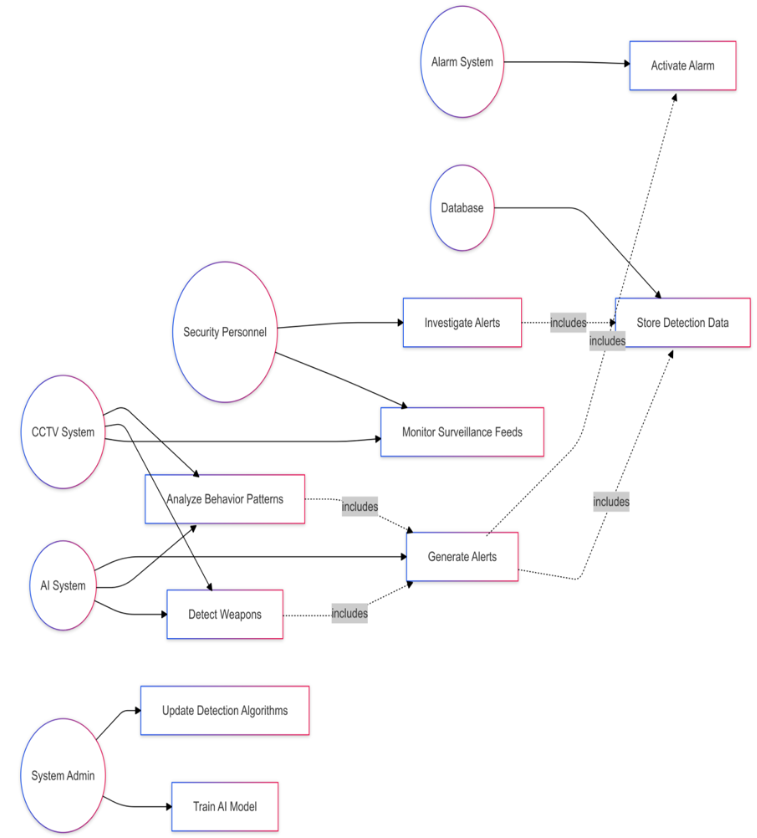 Alarm System
Activate Alarm
Database
Security Personnel
Investigate Alerts
includes
Store Detection Data
includes
CCTV System
Monitor Surveillance Feeds
Analyze Behavior Patterns
includes
includes
AI System
Generate Alerts
Detect Weapons
includes
Update Detection Algorithms
System Admin
Train AI Model